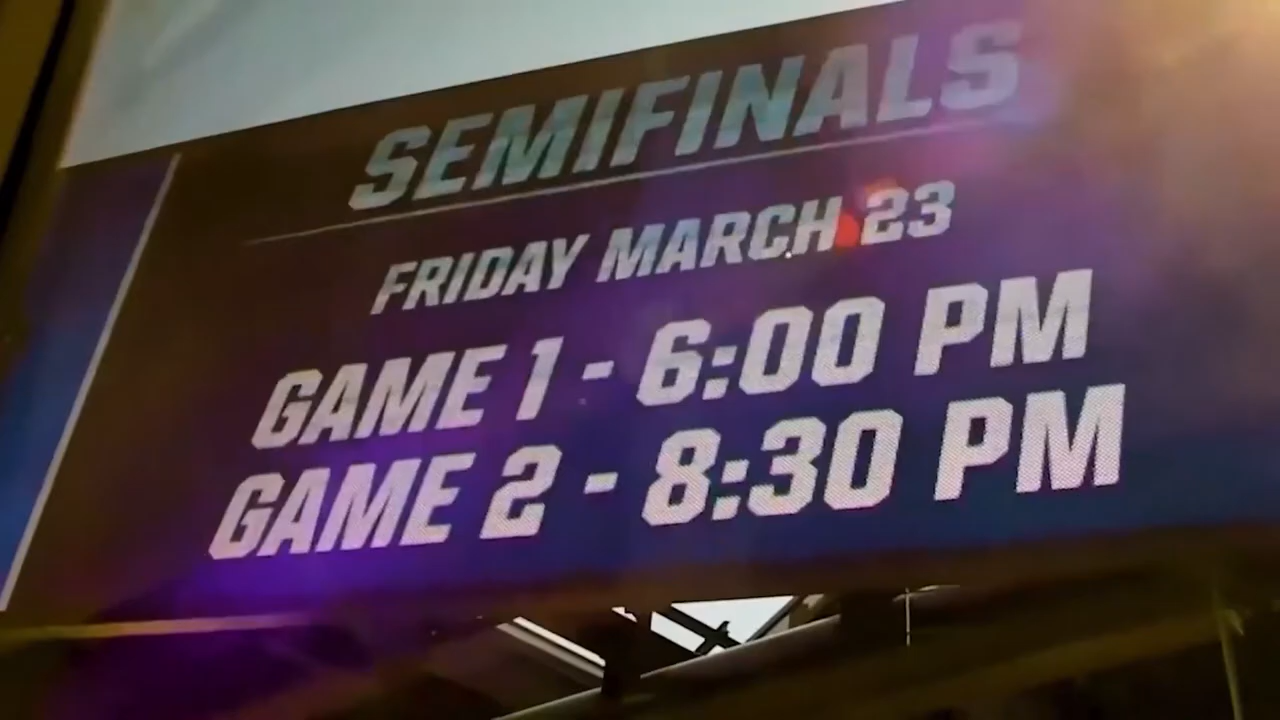 SEMIFINALS
FRIDAY MARCH 23
GAME 1 - 6:00 PM
GAME 2 - 8:30 PM